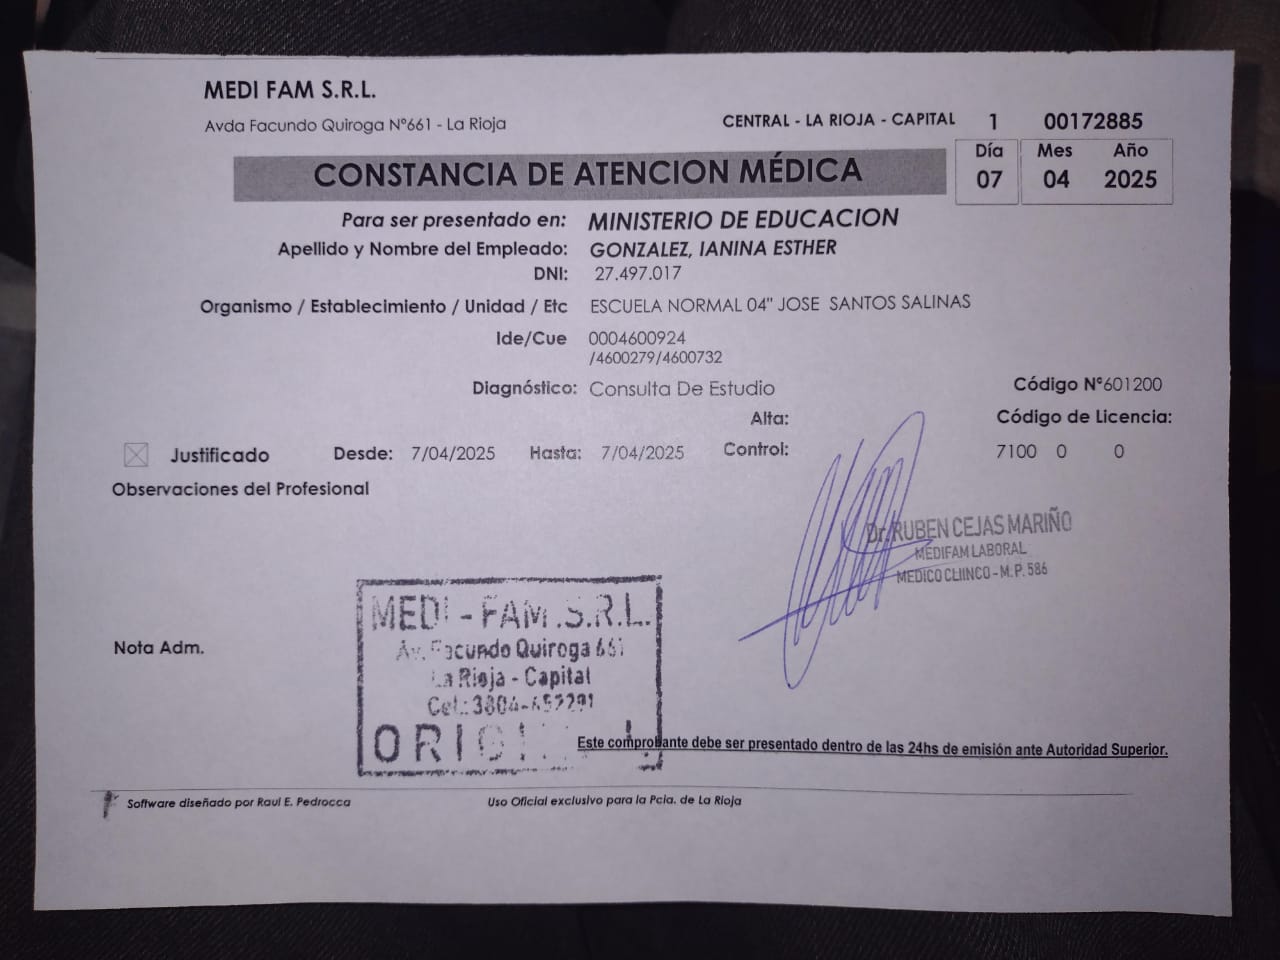 MEDI FAM S.R.L.
Avda Facundo Quiroga N°661 - La Rioja
CENTRAL - LA RIOJA - CAPITAL 1 00172885
CONSTANCIA DE ATENCION MÉDICA
Día Mes Año
07 04 2025
Para ser presentado en: MINISTERIO DE EDUCACION
Apellido y Nombre del Empleado: GONZALEZ, IANINA ESTHER
DNI: 27.497.017
Organismo / Establecimiento / Unidad / Etc ESCUELA NORMAL 04" JOSE SANTOS SALINAS
Ide/Cue 0004600924
/4600279/4600732
Diagnóstico: Consulta De Estudio
Código N°601200
Alta:
Código de Licencia:
Justificado Desde: 7/04/2025 Hasta: 7/04/2025 Control:
7100 0 0
Observaciones del Profesional
Dr. RUBEN CEJAS MARIÑO
MEDIFAM LABORAL
MEDICO CLIINCO - M.P. 586
MEDI - FAM .S.R.L.
Av. Facundo Quiroga 661
La Rioja - Capital
Cel.: 3804-
Nota Adm.
Este comprobante debe ser presentado dentro de las 24hs de emisión ante Autoridad Superior.
Software diseñado por Raul E. Pedrocca
Uso Oficial exclusivo para la Pcia. de La Rioja